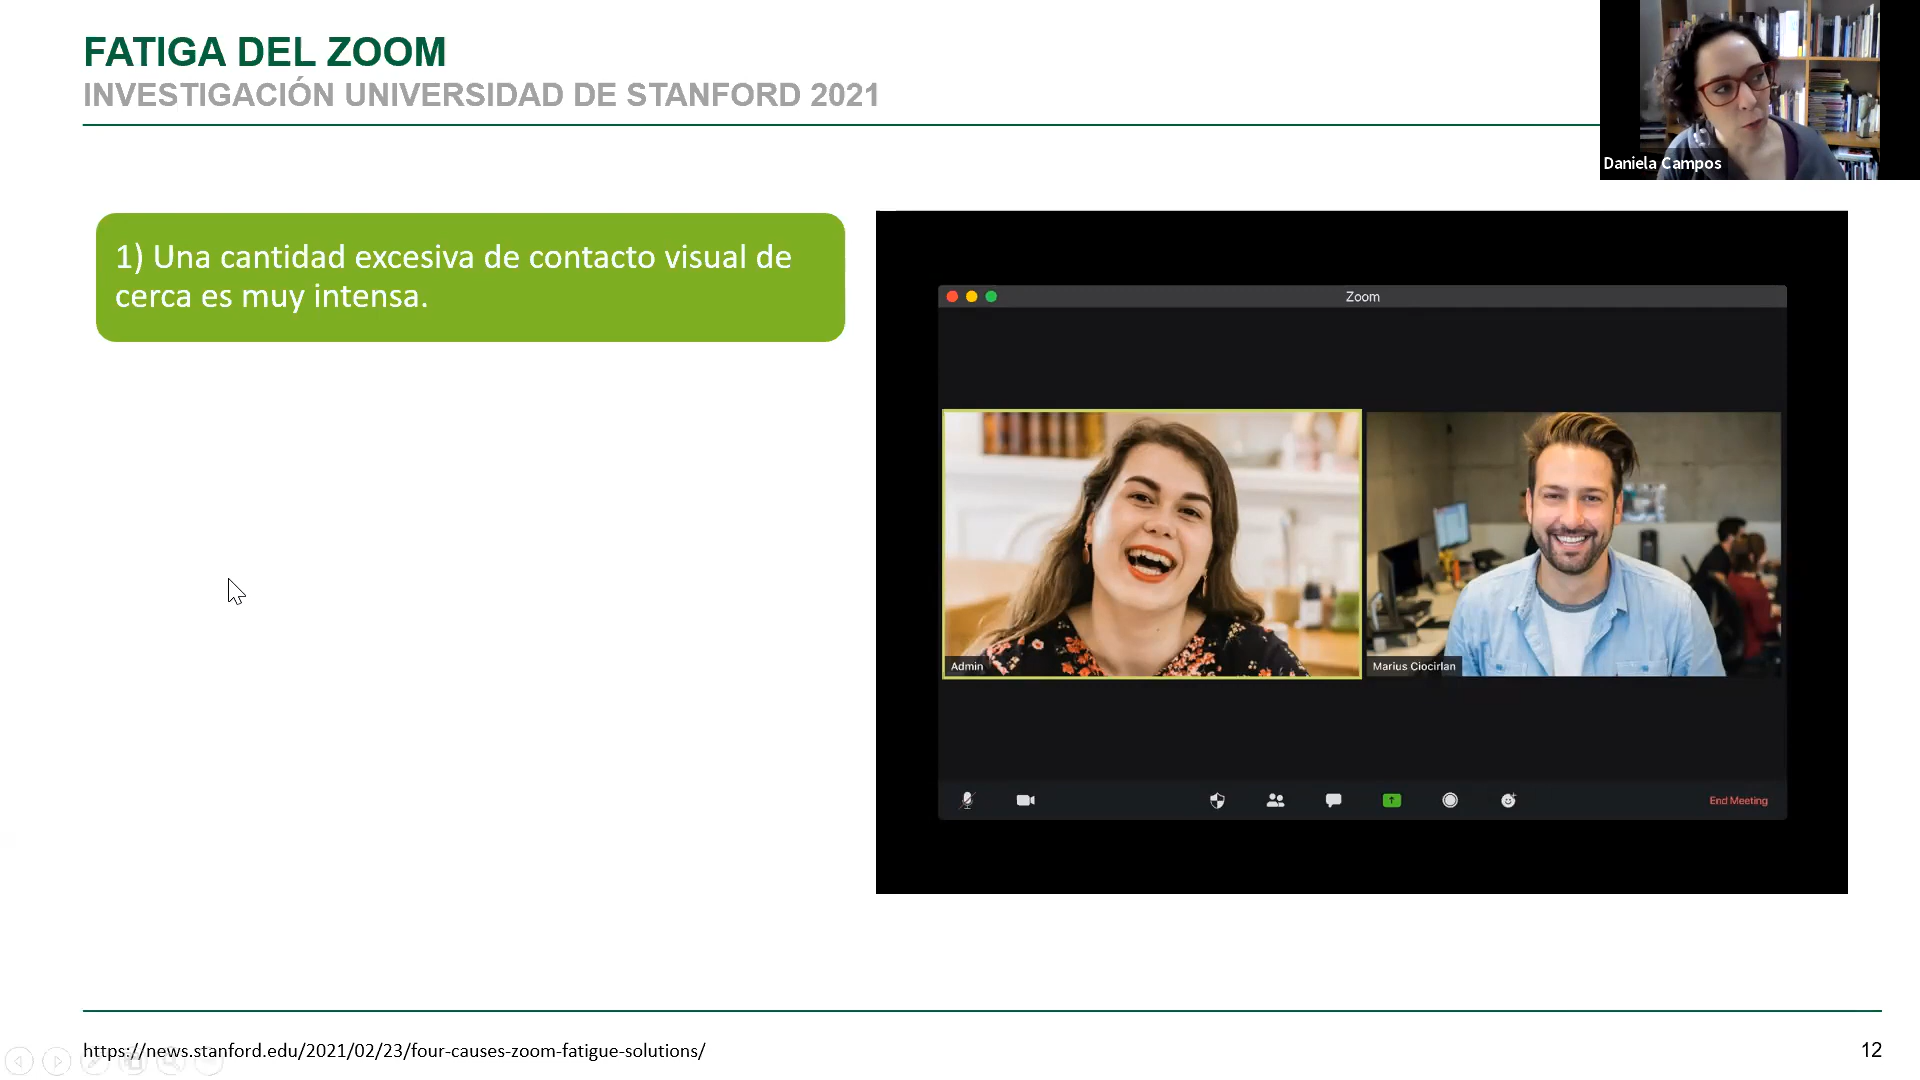 FATIGA DEL ZOOM
INVESTIGACIÓN UNIVERSIDAD DE STANFORD 2021
Daniela Campos
1) Una cantidad excesiva de contacto visual de
cerca es muy intensa.
Zoom
Admin
Marius Ciocirlan
End Meeting
https://news.stanford.edu/2021/02/23/four-causes-zoom-fatigue-solutions/
12